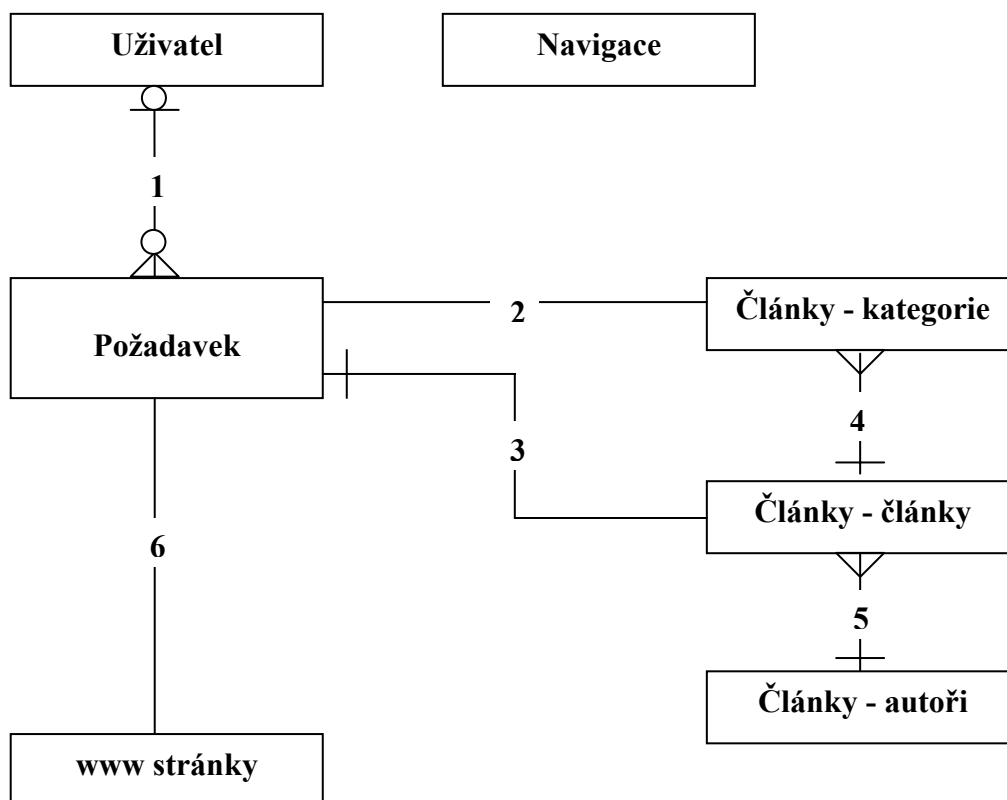 Uživatel
Navigace
1
2
Články - kategorie
Požadavek
4
3
Články - články
6
5
Články - autoři
www stránky